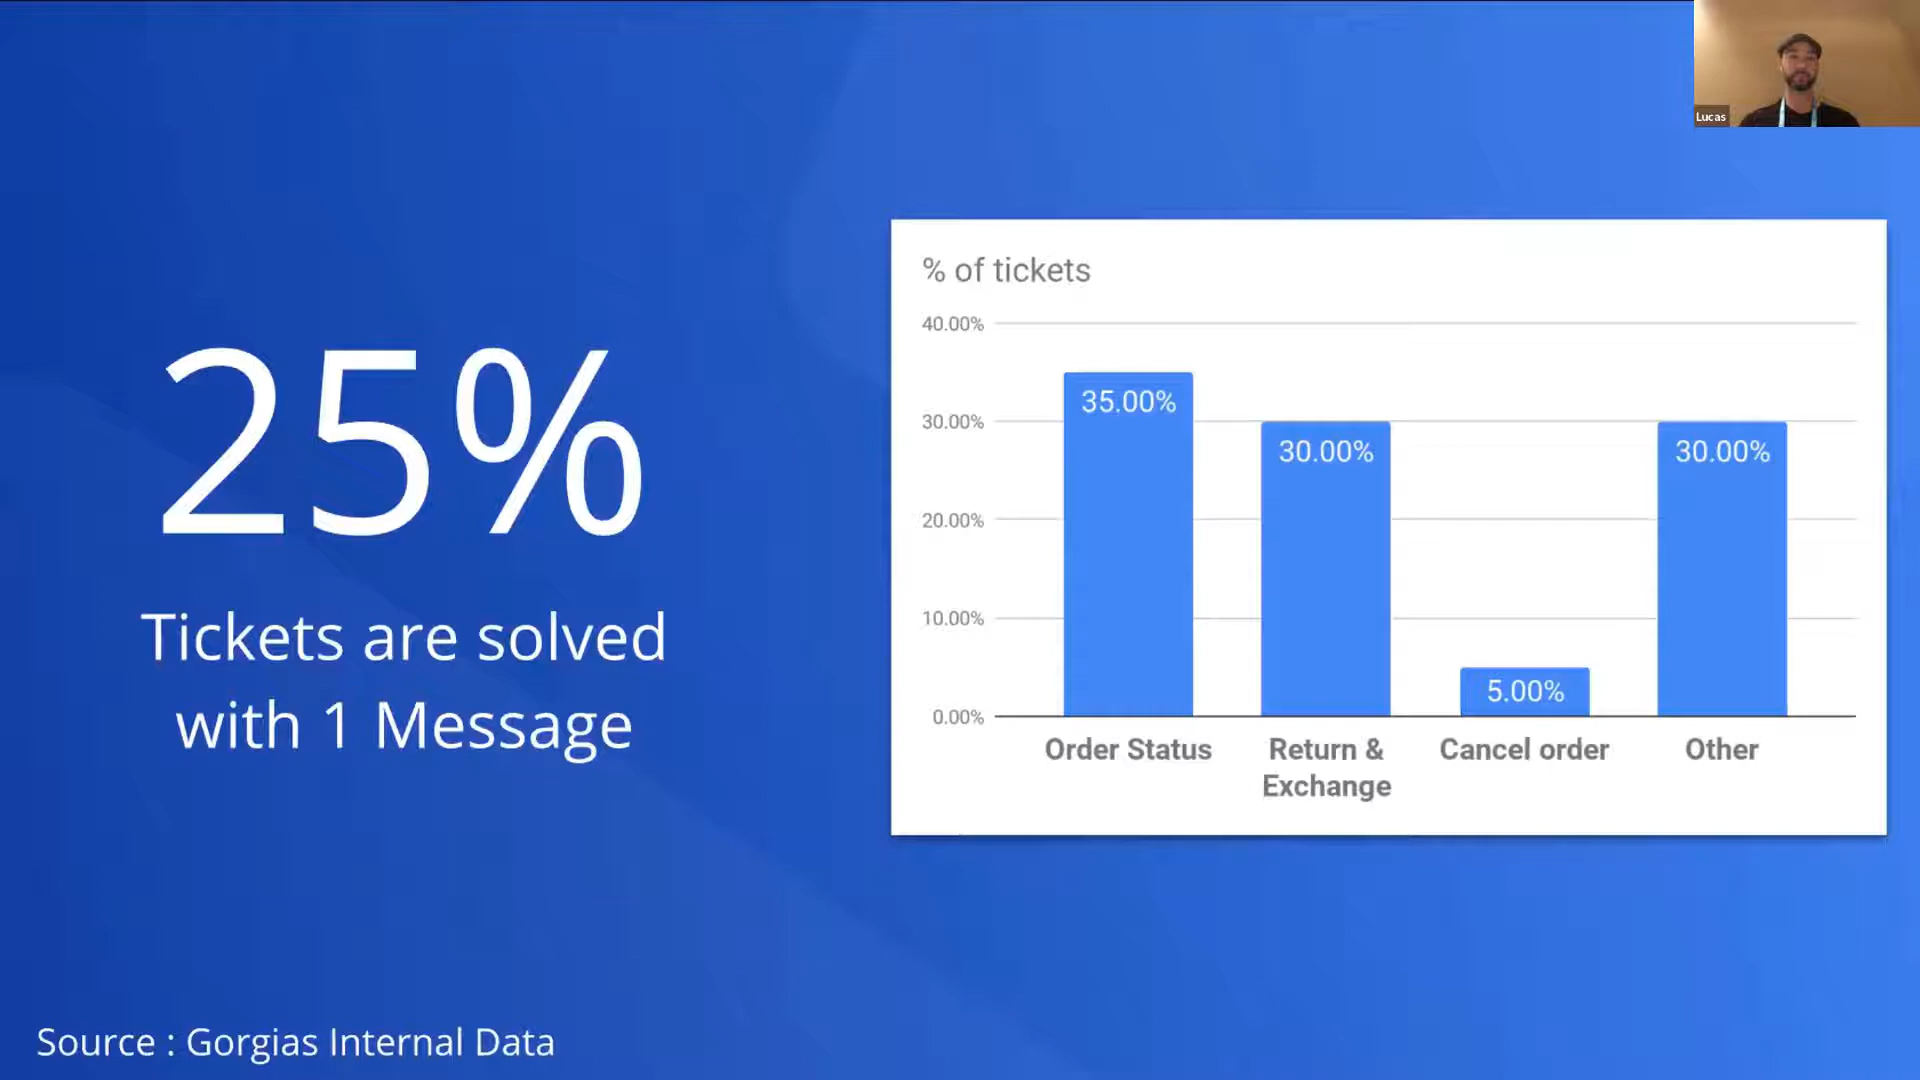 Lucas
25%
Tickets are solved
with 1 Message
% of tickets
40.00%
30.00%
20.00%
10.00%
0.00%
35.00%
30.00%
5.00%
30.00%
Order Status
Return &
Exchange
Cancel order
Other
Source : Gorgias Internal Data